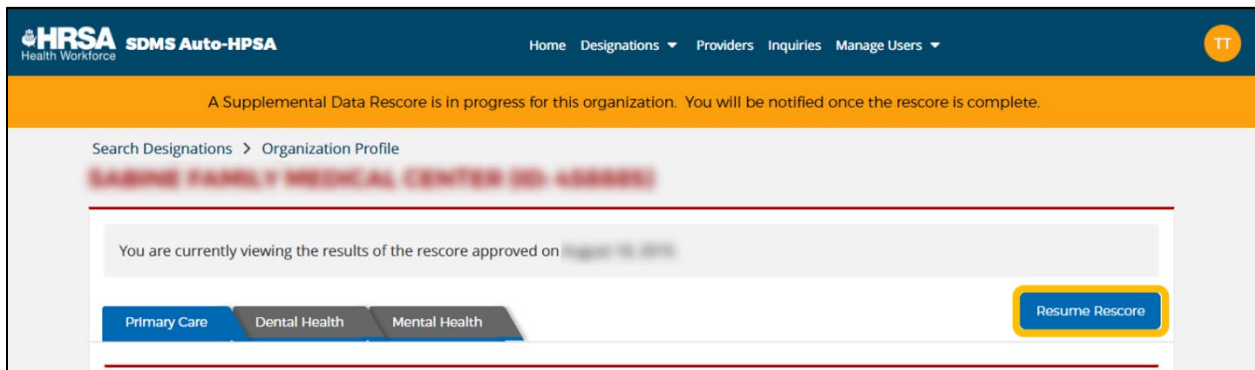 HRSA
Health Workforce
SDMS Auto-HPSA
Home Designations Providers Inquiries Manage Users
TT
A Supplemental Data Rescore is in progress for this organization. You will be notified once the rescore is complete.
Search Designations > Organization Profile
You are currently viewing the results of the rescore approved on
Resume Rescore
Primary Care Dental Health Mental Health